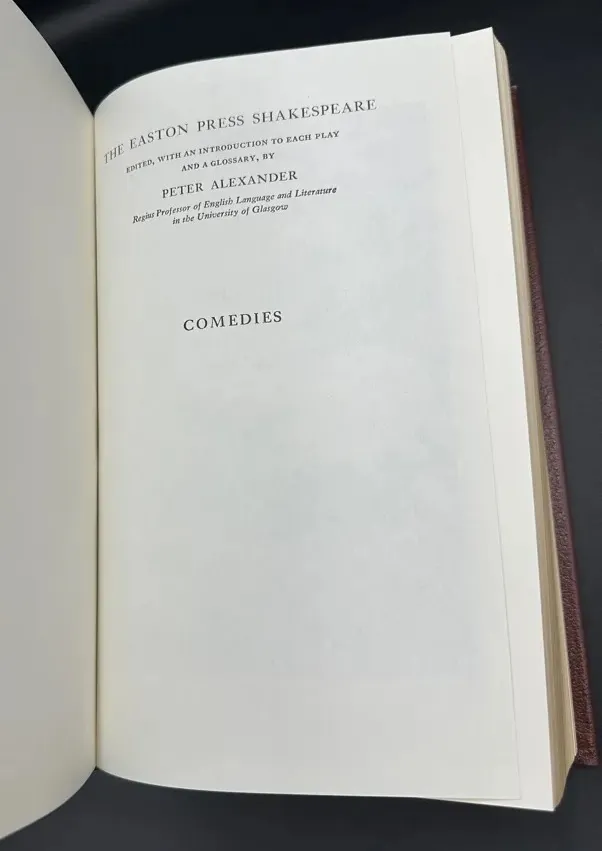 THE EASTON PRESS SHAKESPEARE
EDITED, WITH AN INTRODUCTION TO EACH PLAY
AND A GLOSSARY, BY
PETER ALEXANDER
Regius Professor of English Language and Literature
in the University of Glasgow
COMEDIES